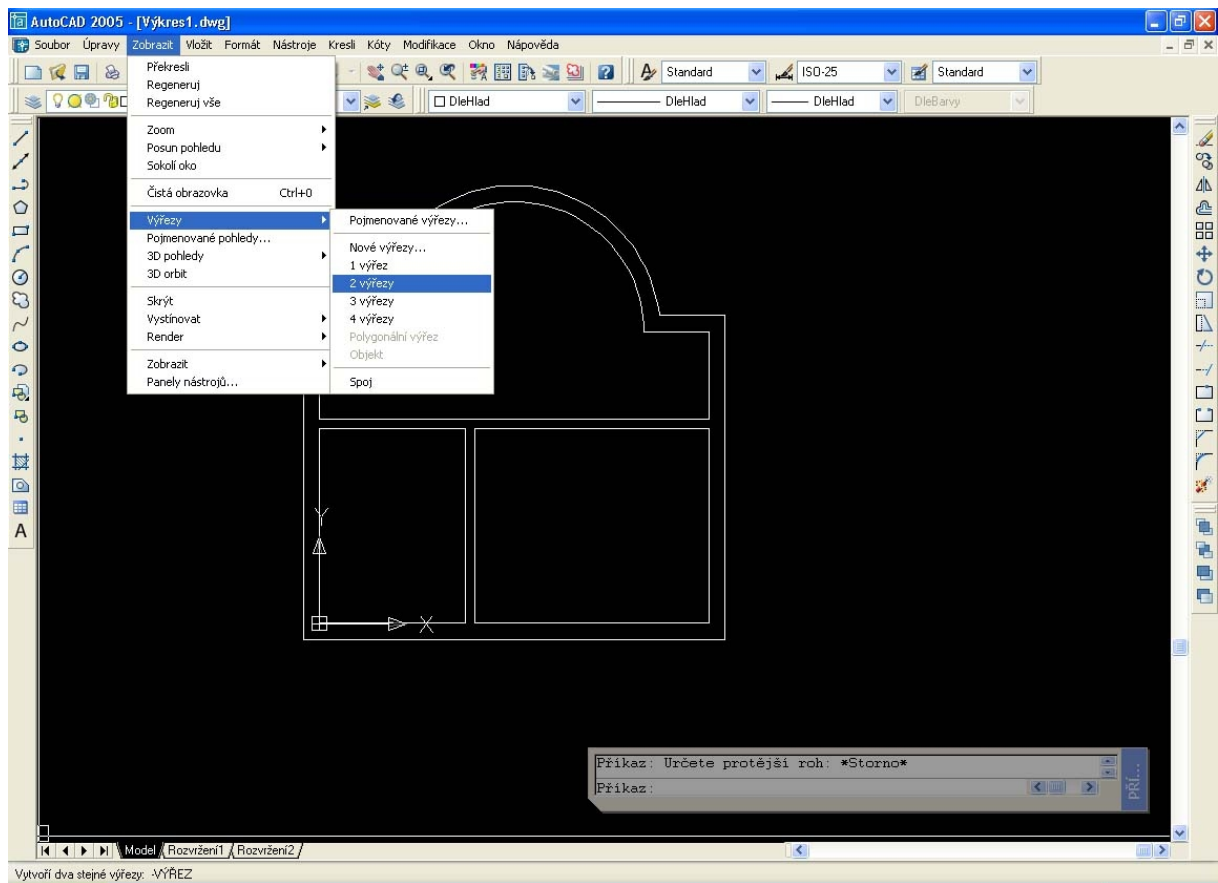 AutoCAD 2005 - [Výkres1.dwg]
Soubor Úpravy Zobrazit Vložit Formát Nástroje Kresli Kóty Modifikace Okno Nápověda
Standard ISO-25 Standard
DleHlad DleHlad DleHlad DleBarvy
Překresli
Regeneruj
Regeneruj vše
Zoom
Posun pohledu
Sokolí oko
Čistá obrazovka Ctrl+0
Výřezy
Pojmenované pohledy...
3D pohledy
3D orbit
Skrýt
Vystínovat
Render
Zobrazit
Panely nástrojů...
Pojmenované výřezy...
Nové výřezy...
1 výřez
2 výřezy
3 výřezy
4 výřezy
Polygonální výřez
Objekt
Spoj
A
Y
X
Příkaz: Určete protější roh: *Storno*
Příkaz:
PŘÍ...
Model Rozvržení1 Rozvržení2
Vytvoří dva stejné výřezy: -VÝŘEZ